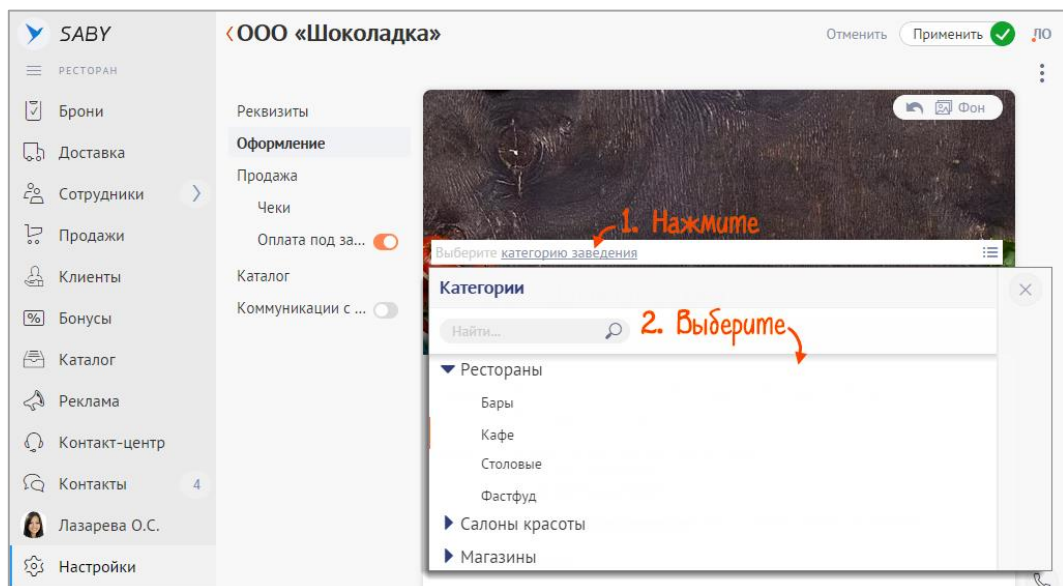 SABY
РЕСТОРАН
Брони
Доставка
Сотрудники
Продажи
Клиенты
% Бонусы
Каталог
Реклама
Контакт-центр
Контакты 4
Лазарева О.С.
Настройки
ООО «Шоколадка»
Отменить Применить ЛО
Реквизиты
Оформление
Продажа
Чеки
Оплата под за...
Каталог
Коммуникации с ...
Фон
1. Нажмите
Выберите категорию заведения
Категории
Найти...
2. Выберите
Рестораны
Бары
Кафе
Столовые
Фастфуд
Салоны красоты
Магазины